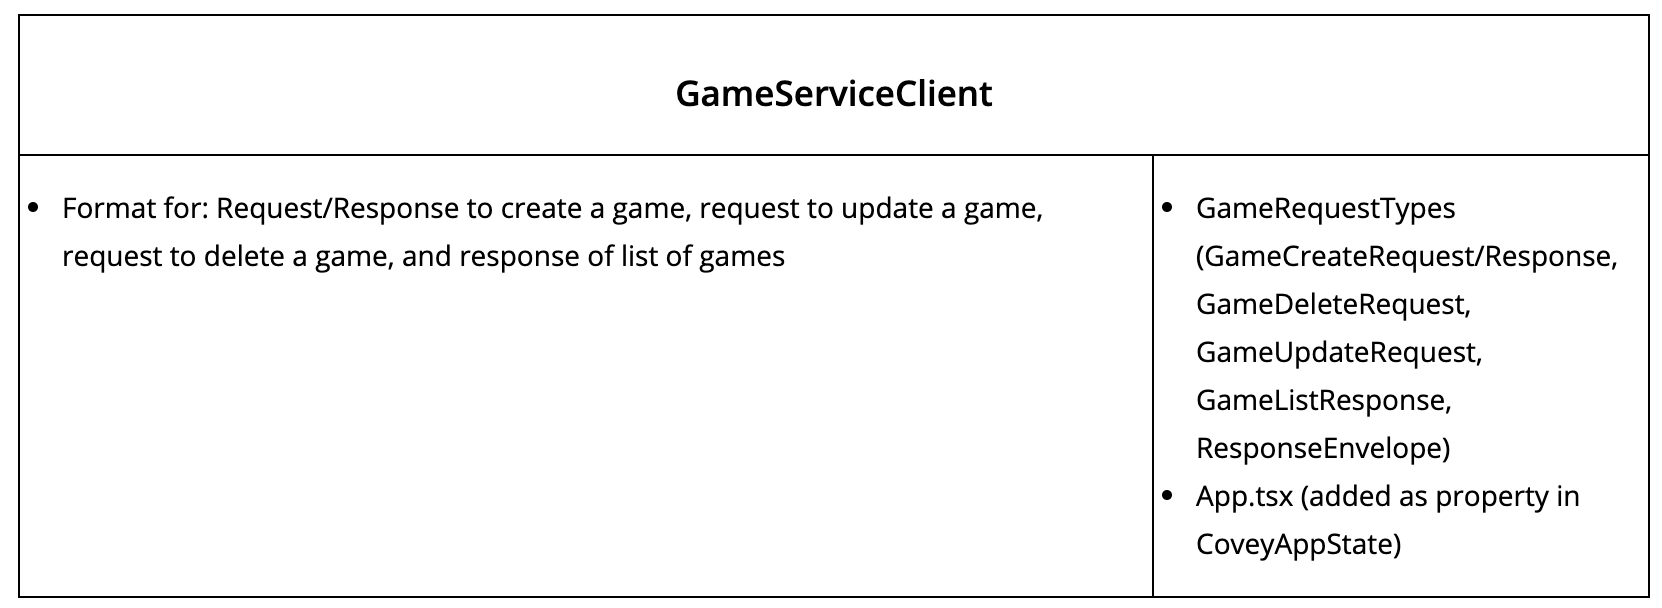 GameServiceClient
• Format for: Request/Response to create a game, request to update a game,
request to delete a game, and response of list of games
• GameRequestTypes
(GameCreateRequest/Response,
GameDeleteRequest,
GameUpdateRequest,
GameListResponse,
ResponseEnvelope)
• App.tsx (added as property in
CoveyAppState)